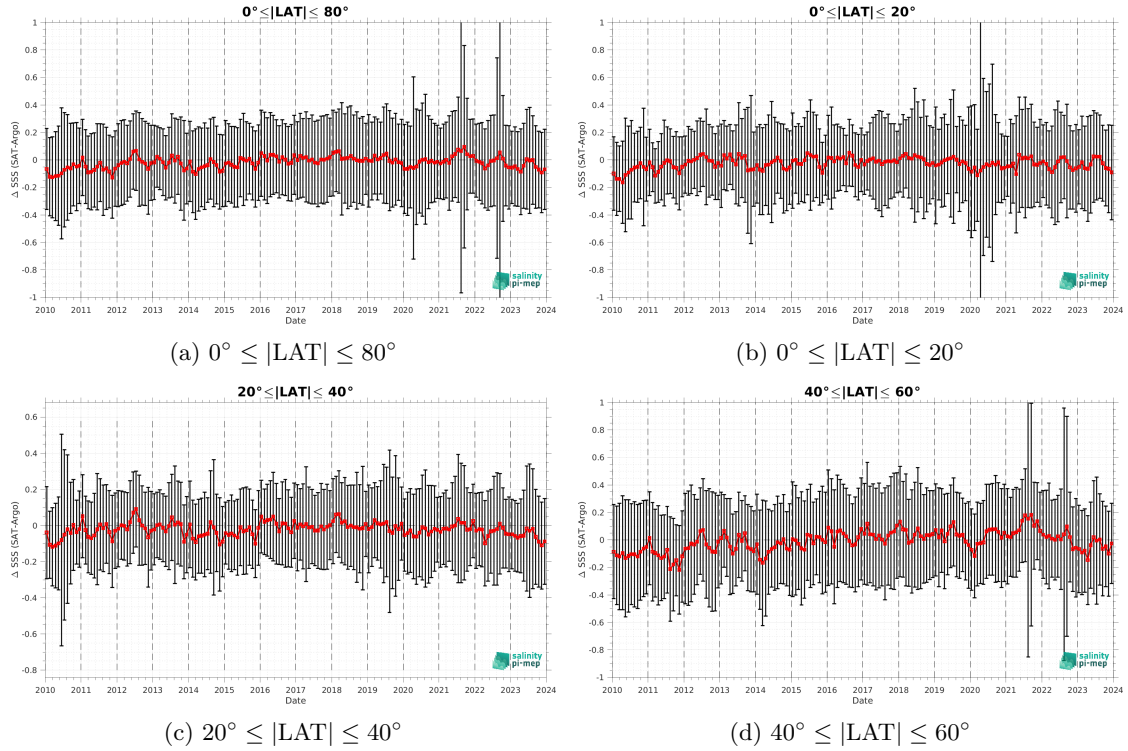 0°≤|LAT|≤ 80°
Δ SSS (SAT-Argo)
1
0.8
0.6
0.4
0.2
0
-0.2
-0.4
-0.6
-0.8
-1
2010 2011 2012 2013 2014 2015 2016 2017 2018 2019 2020 2021 2022 2023 2024
Date
salinity
pi-mep
(a) 0° ≤ |LAT| ≤ 80°
0°≤|LAT|≤ 20°
Δ SSS (SAT-Argo)
1
0.8
0.6
0.4
0.2
0
-0.2
-0.4
-0.6
-0.8
-1
2010 2011 2012 2013 2014 2015 2016 2017 2018 2019 2020 2021 2022 2023 2024
Date
salinity
pi-mep
(b) 0° ≤ |LAT| ≤ 20°
20°≤|LAT|≤ 40°
Δ SSS (SAT-Argo)
0.6
0.4
0.2
0
-0.2
-0.4
-0.6
-0.8
2010 2011 2012 2013 2014 2015 2016 2017 2018 2019 2020 2021 2022 2023 2024
Date
salinity
pi-mep
(c) 20° ≤ |LAT| ≤ 40°
40°≤|LAT|≤ 60°
Δ SSS (SAT-Argo)
1
0.8
0.6
0.4
0.2
0
-0.2
-0.4
-0.6
-0.8
-1
2010 2011 2012 2013 2014 2015 2016 2017 2018 2019 2020 2021 2022 2023 2024
Date
salinity
pi-mep
(d) 40° ≤ |LAT| ≤ 60°